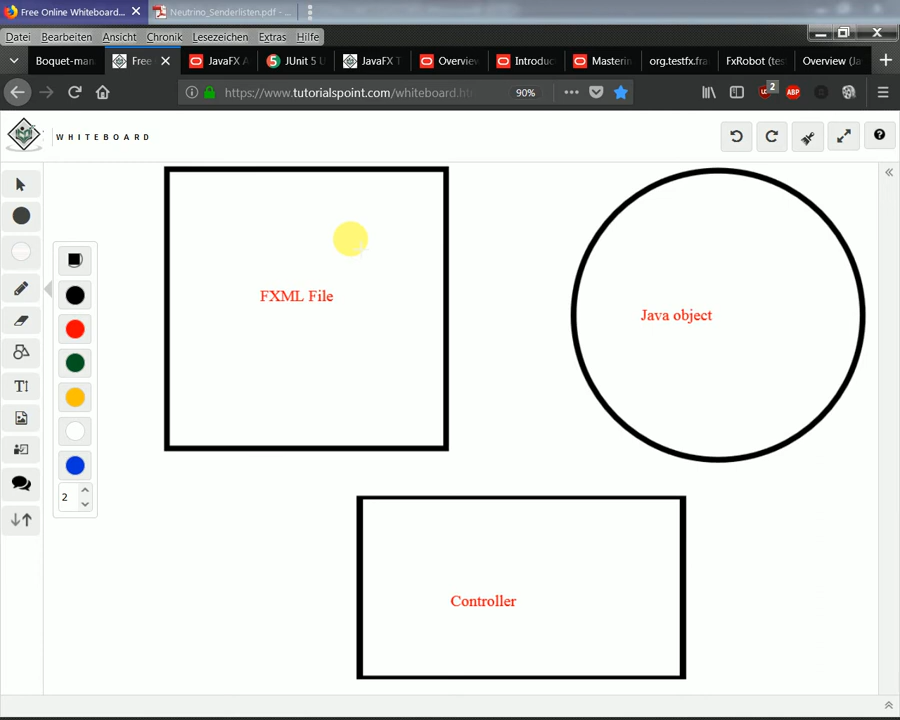 Free Online Whiteboard...
Neutrino_Senderlisten.pdf - ...
Datei Bearbeiten Ansicht Chronik Lesezeichen Extras Hilfe
Boquet-man
Free
JavaFX A
JUnit 5 U
JavaFX T
Overview
Introduc
Masterin
org.testfx.fra
FxRobot (tes
Overview (Ja
https://www.tutorialspoint.com/whiteboard.htm
90%
2
ABP
WHITEBOARD
FXML File
Java object
Controller
2